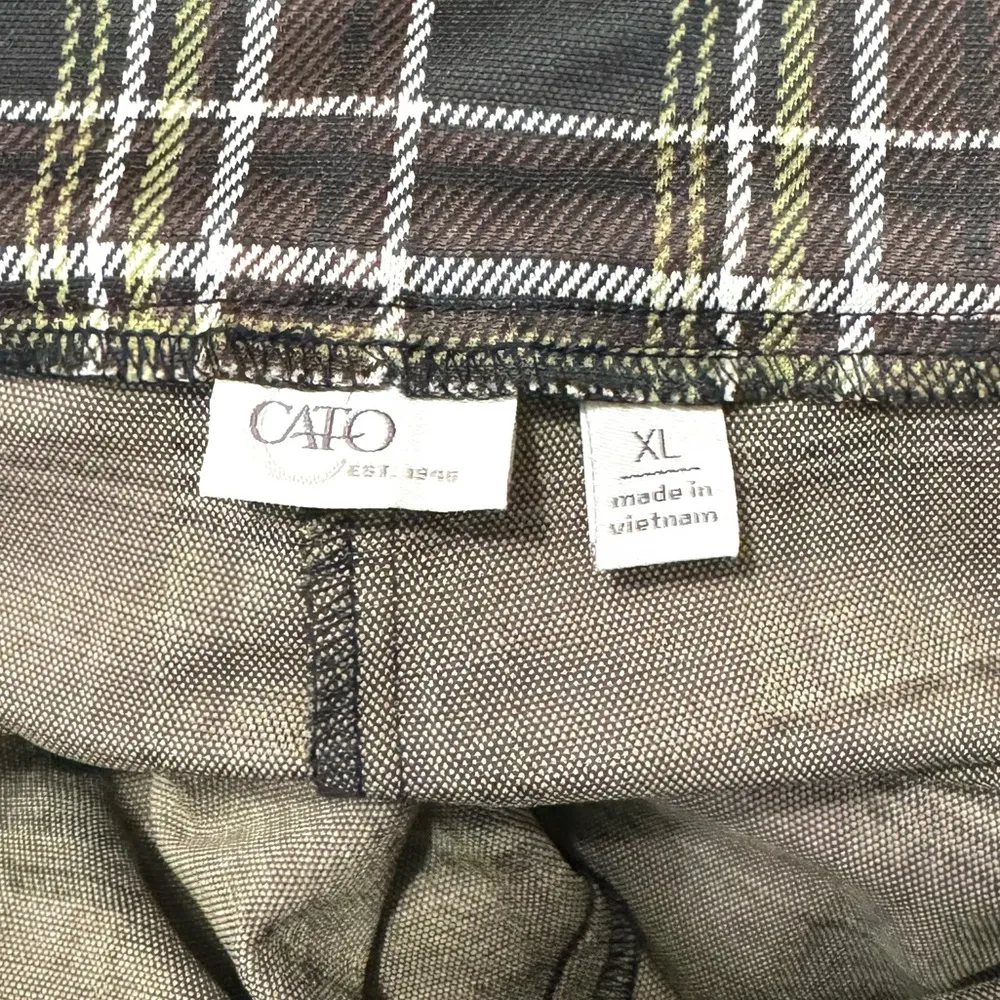 CATO
EST. 1946
XL
made in
vietnam